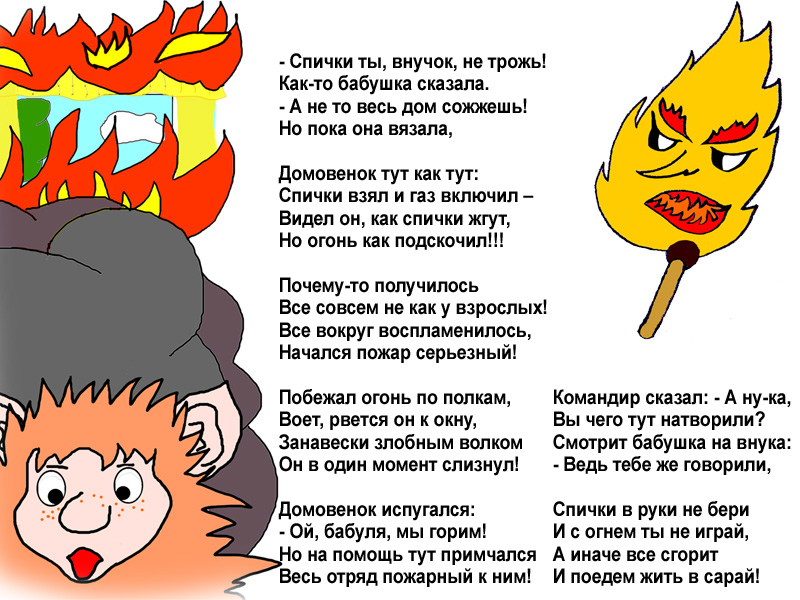 - Спички ты, внучок, не трожь!
Как-то бабушка сказала.
- А не то весь дом сожжешь!
Но пока она вязала,
Домовенок тут как тут:
Спички взял и газ включил –
Видел он, как спички жгут,
Но огонь как подскочил!!!
Почему-то получилось
Все совсем не как у взрослых!
Все вокруг воспламенилось,
Начался пожар серьезный!
Побежал огонь по полкам,
Воет, рвется он к окну,
Занавески злобным волком
Он в один момент слизнул!
Домовенок испугался:
- Ой, бабуля, мы горим!
Но на помощь тут примчался
Весь отряд пожарный к ним!
Командир сказал: - А ну-ка,
Вы чего тут натворили?
Смотрит бабушка на внука:
- Ведь тебе же говорили,
Спички в руки не бери
И с огнем ты не играй,
А иначе все сгорит
И поедем жить в сарай!